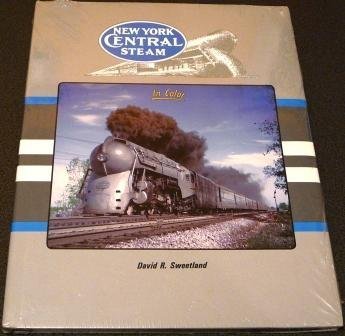 NEW YORK
CENTRAL
STEAM
In Color
David R. Sweetland